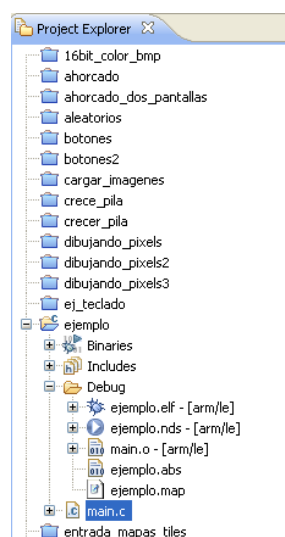 Project Explorer
16bit_color_bmp
ahorcado
ahorcado_dos_pantallas
aleatorios
botones
botones2
cargar_imagenes
crece_pila
crecer_pila
dibujando_pixels
dibujando_pixels2
dibujando_pixels3
ej_teclado
ejemplo
Binaries
Includes
Debug
ejemplo.elf - [arm/le]
ejemplo.nds - [arm/le]
main.o - [arm/le]
ejemplo.abs
ejemplo.map
main.c
entrada_mapas_tiles